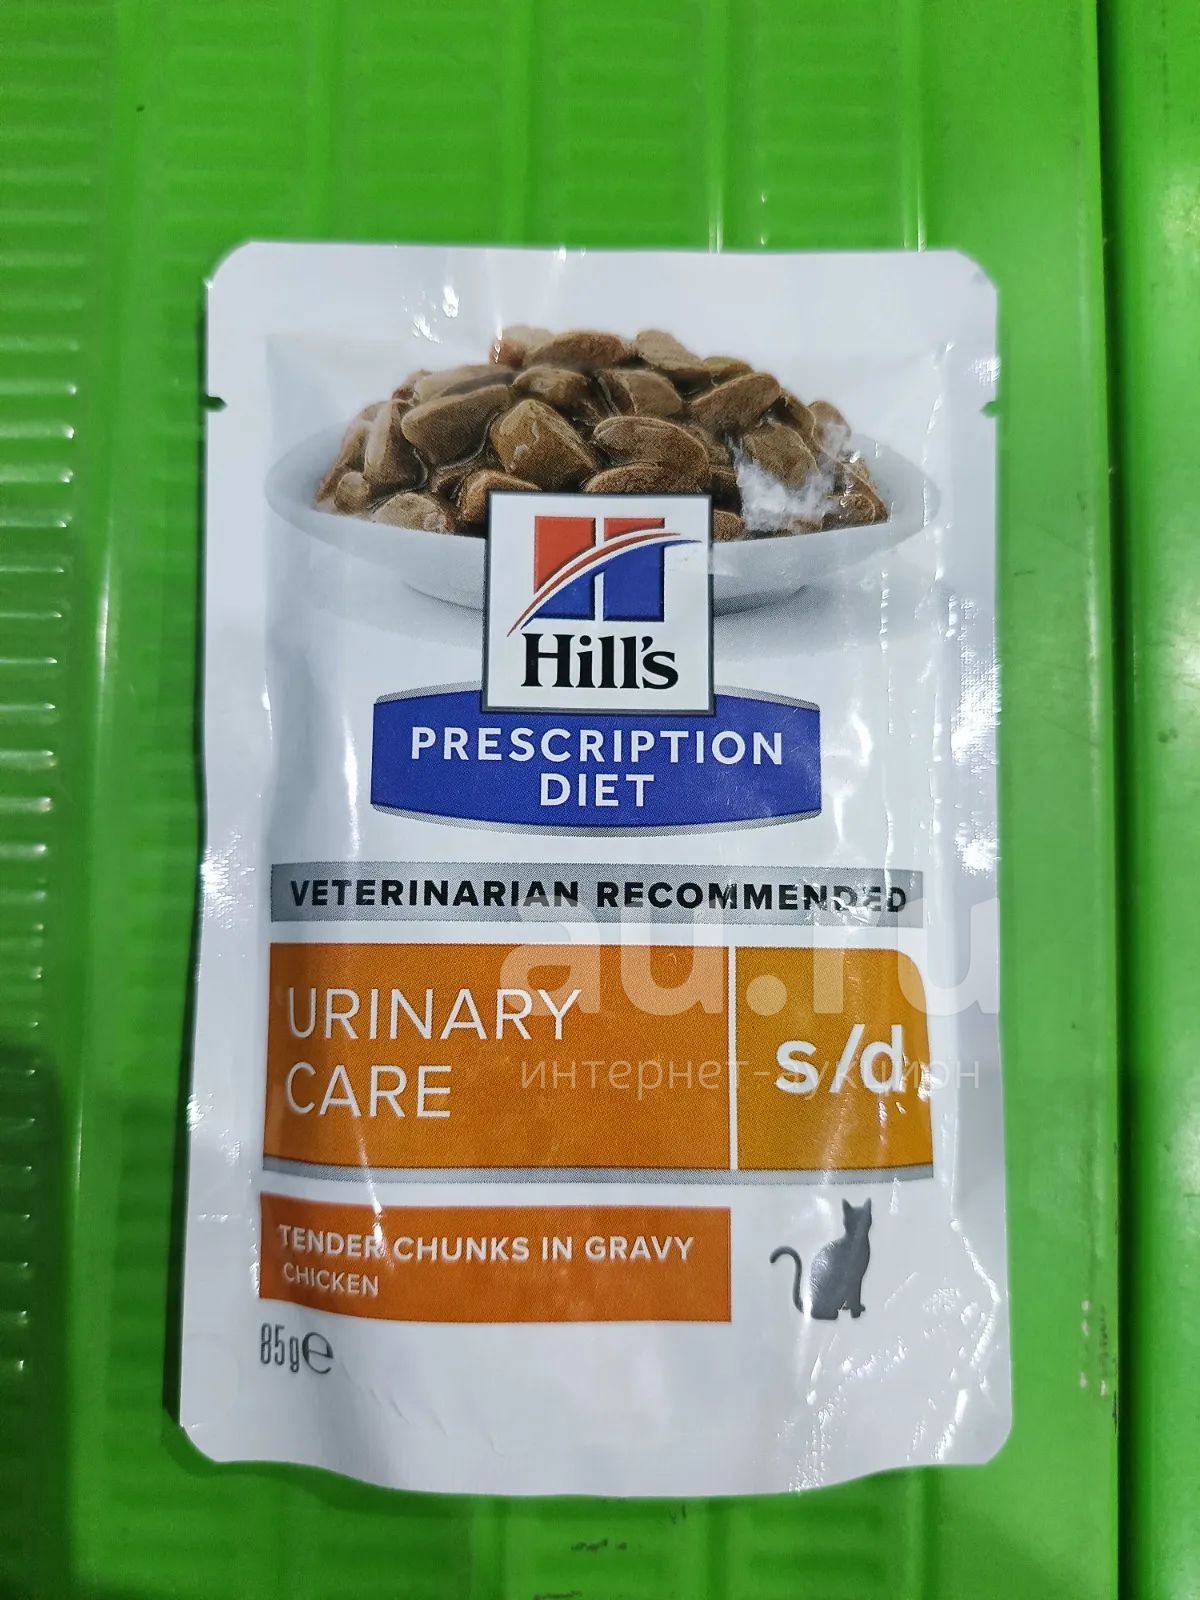 Hill's
PRESCRIPTION
DIET
VETERINARIAN RECOMMENDED
au.ru
URINARY
CARE
s/d
интернет-аукцион
TENDER CHUNKS IN GRAVY
CHICKEN
85g℮